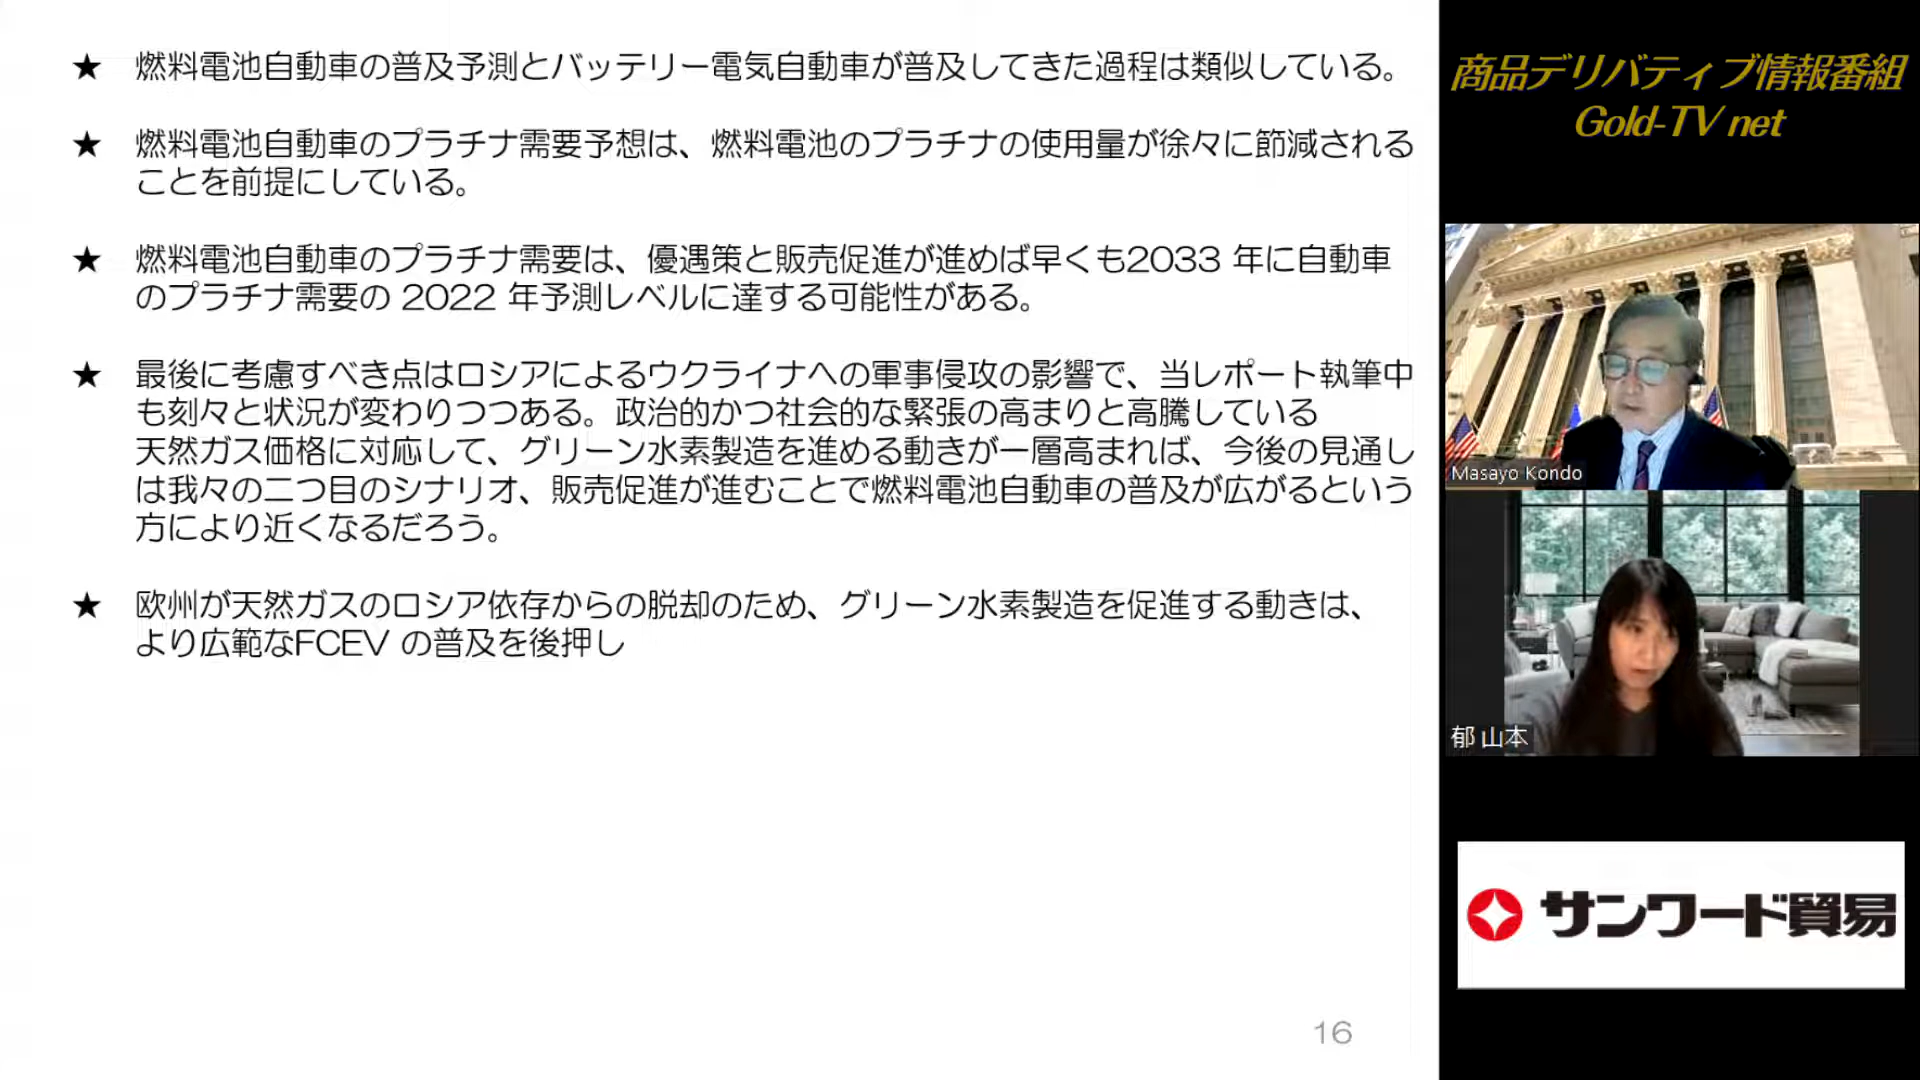 ★ 燃料電池自動車の普及予測とバッテリー電気自動車が普及してきた過程は類似している。
★ 燃料電池自動車のプラチナ需要予想は、燃料電池のプラチナの使用量が徐々に節減される
ことを前提にしている。
★ 燃料電池自動車のプラチナ需要は、優遇策と販売促進が進めば早くも2033 年に自動車
のプラチナ需要の 2022 年予測レベルに達する可能性がある。
★ 最後に考慮すべき点はロシアによるウクライナへの軍事侵攻の影響で、当レポート執筆中
も刻々と状況が変わりつつある。政治的かつ社会的な緊張の高まりと高騰している
天然ガス価格に対応して、グリーン水素製造を進める動きが一層高まれば、今後の見通し
は我々の二つ目のシナリオ、販売促進が進むことで燃料電池自動車の普及が広がるという
方により近くなるだろう。
★ 欧州が天然ガスのロシア依存からの脱却のため、グリーン水素製造を促進する動きは、
より広範なFCEV の普及を後押し
16
商品デリバティブ情報番組
Gold-TV net
Masayo Kondo
郁 山本
サンワード貿易